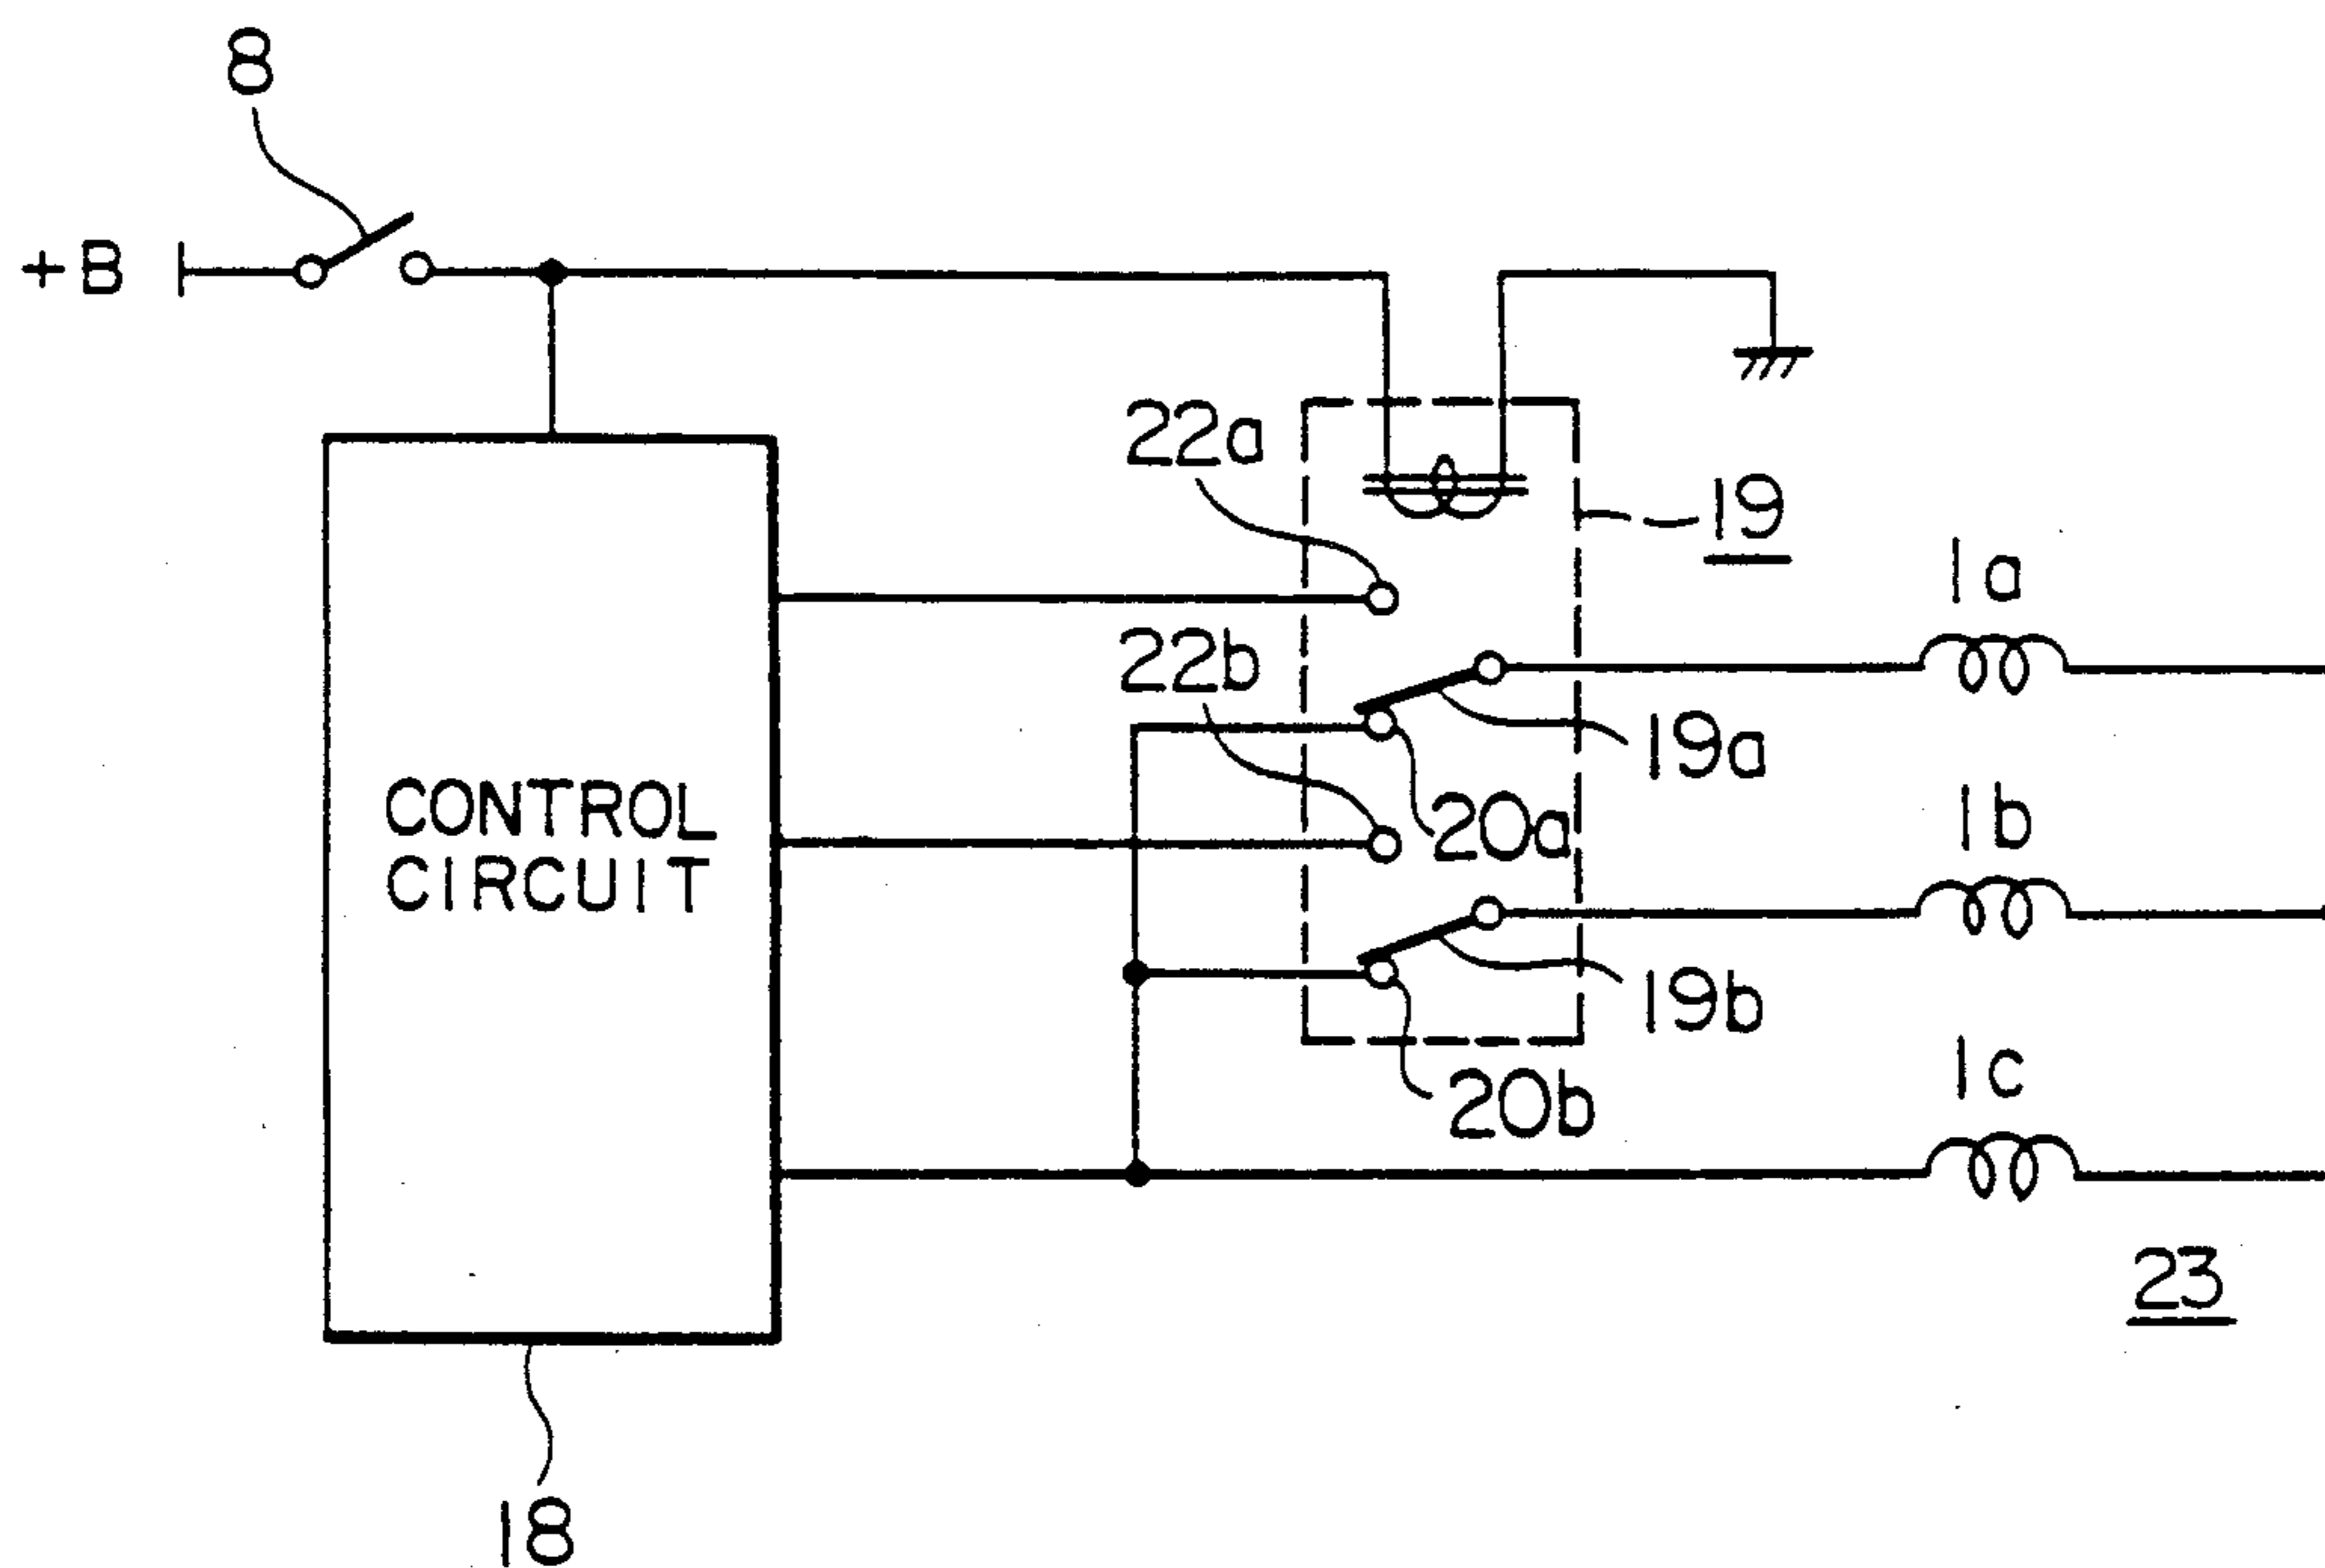 8
+B
22a
19
1a
22b
19a
CONTROL
CIRCUIT
20a
1b
19b
1c
20b
23
18